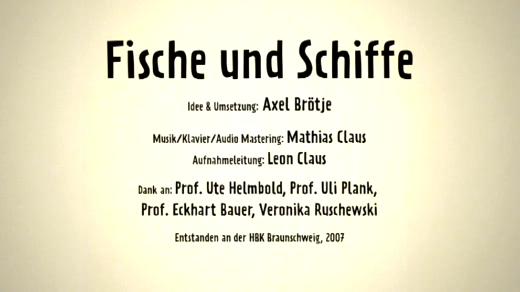 Fische und Schiffe
Idee & Umsetzung: Axel Brötje
Musik/Klavier/Audio Mastering: Mathias Claus
Aufnahmeleitung: Leon Claus
Dank an: Prof. Ute Helmbold, Prof. Uli Plank,
Prof. Eckhart Bauer, Veronika Ruschewski
Entstanden an der HBK Braunschweig, 2007